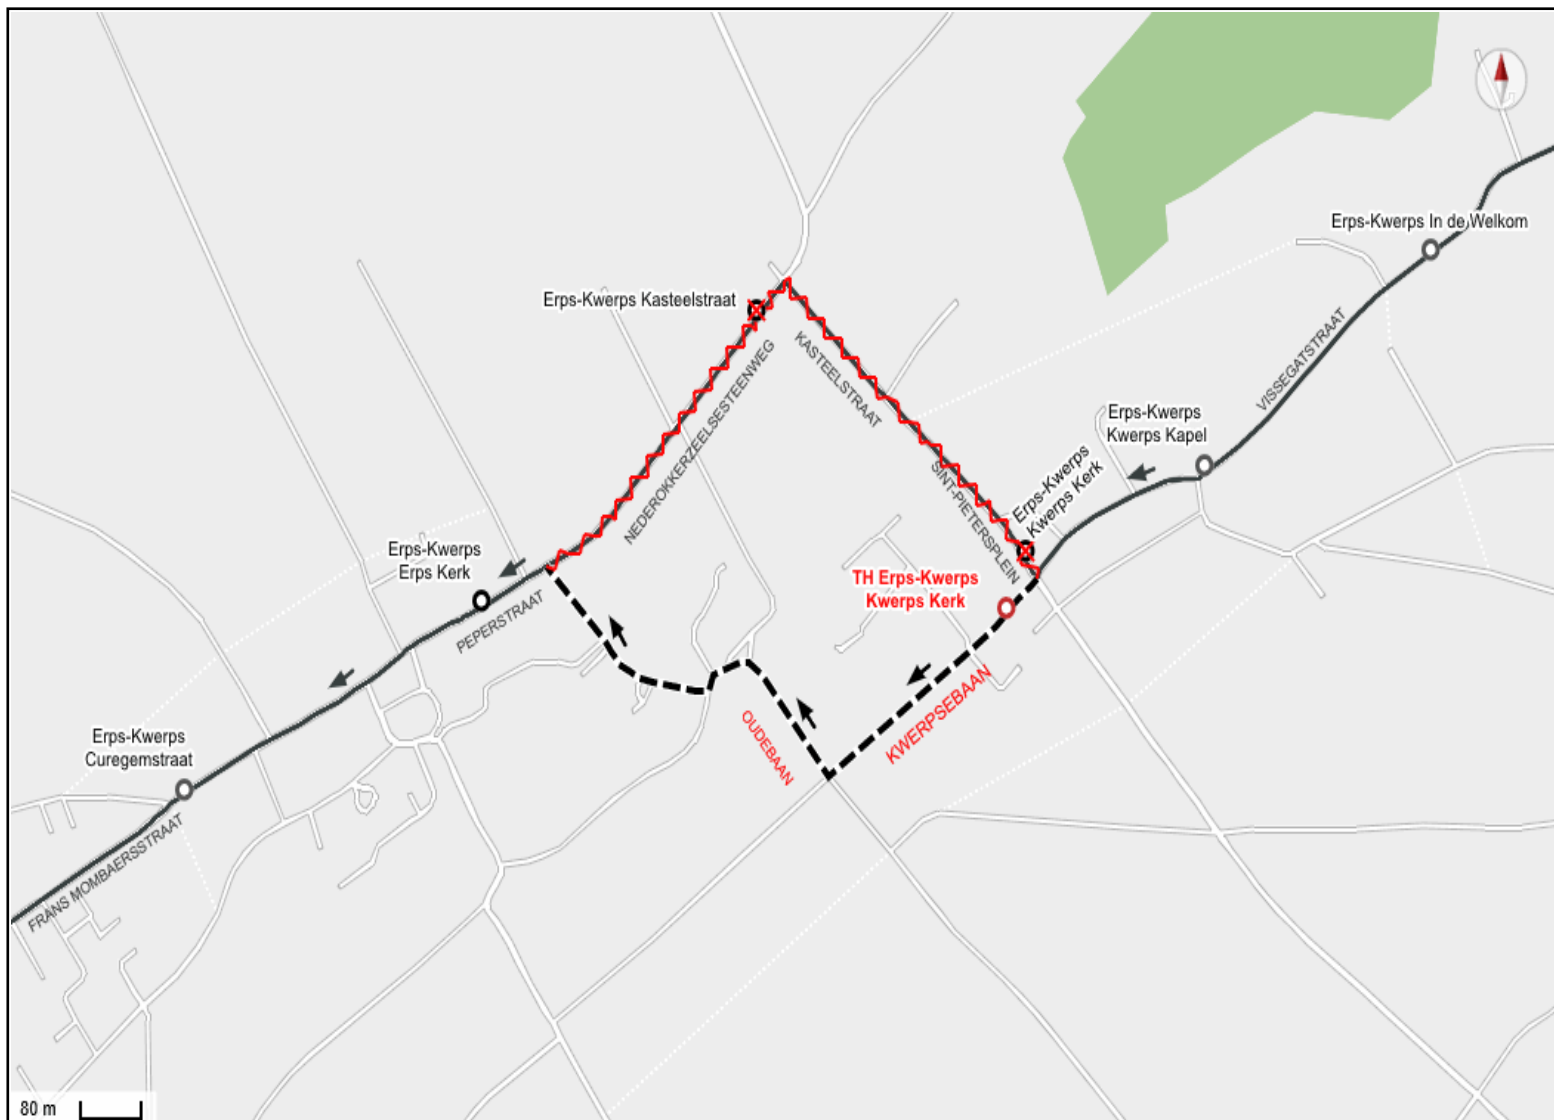 Erps-Kwerps In de Welkom
Erps-Kwerps Kasteelstraat
VISSEGATSTRAAT
KASTEELSTRAAT
NEDEROKKERZEELSESTEENWEG
Erps-Kwerps
Kwerps Kapel
Erps-Kwerps
Kwerps Kerk
SINT-PIETERSPLEIN
Erps-Kwerps
Erps Kerk
TH Erps-Kwerps
Kwerps Kerk
PEPERSTRAAT
KWERPSEBAAN
OUDEBAAN
Erps-Kwerps
Curegemstraat
FRANS MOMBAERSSTRAAT
80 m